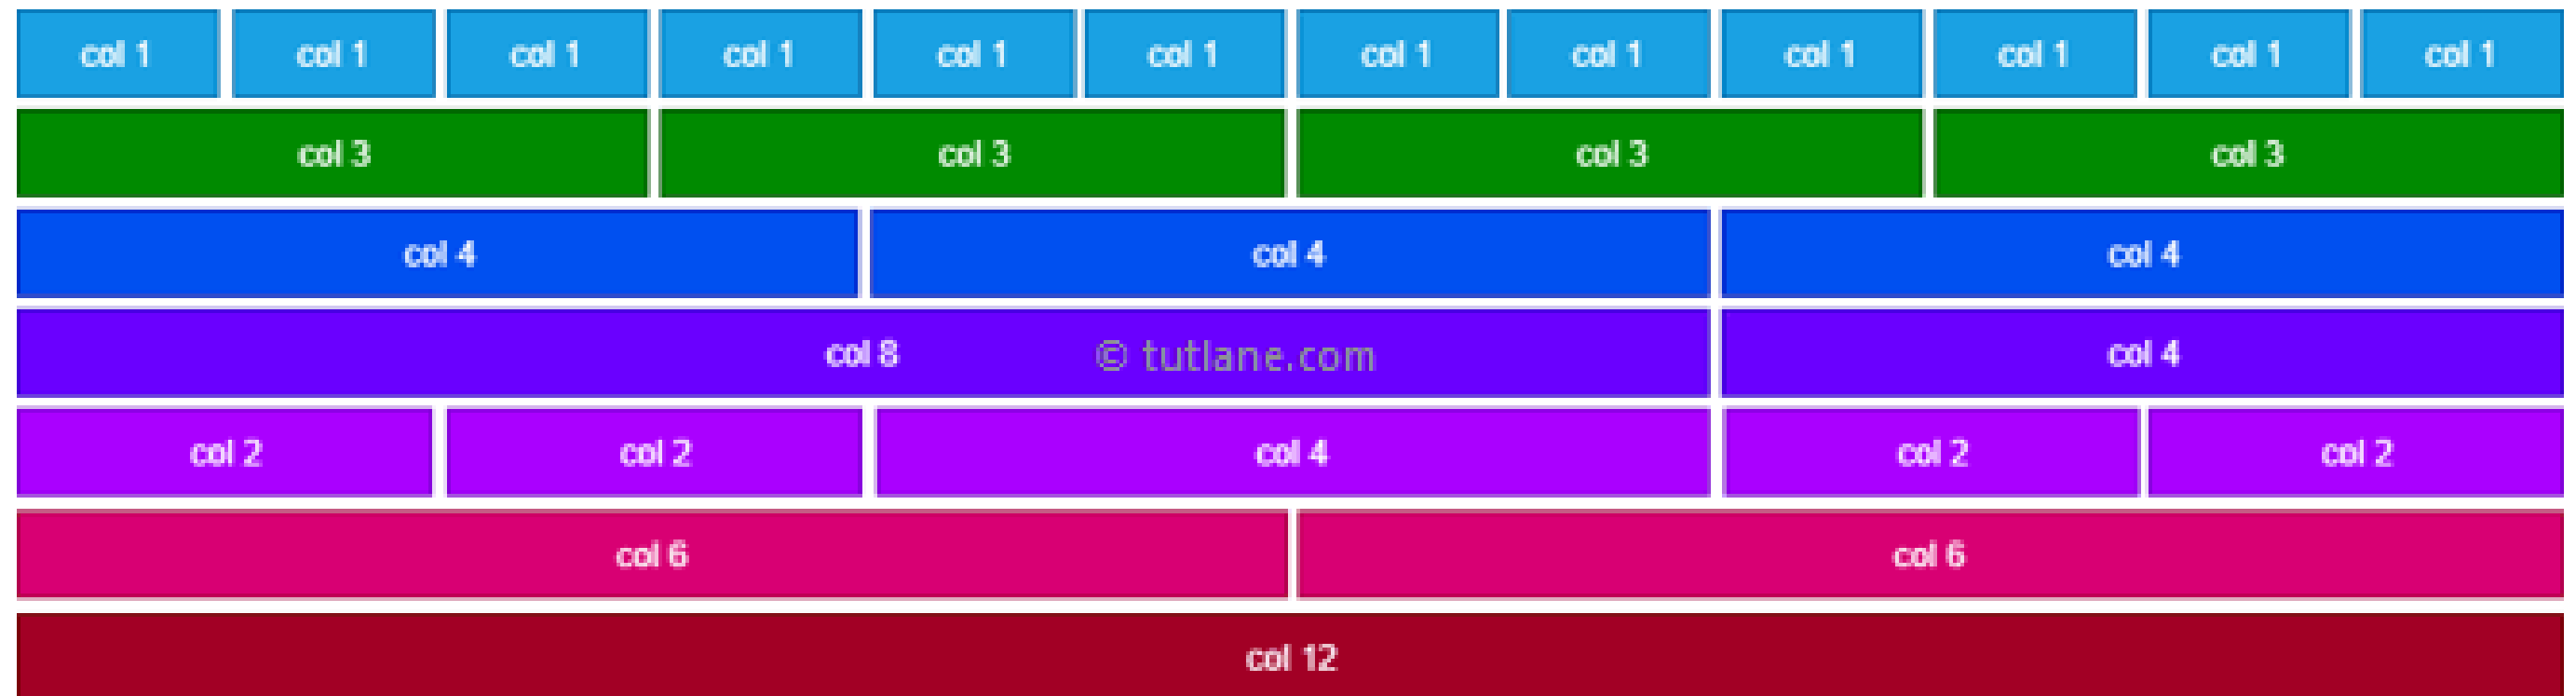 col 1 col 1 col 1 col 1 col 1 col 1 col 1 col 1 col 1 col 1 col 1 col 1
col 3 col 3 col 3 col 3
col 4 col 4 col 4
col 8 © tutlane.com col 4
col 2 col 2 col 4 col 2 col 2
col 6 col 6
col 12